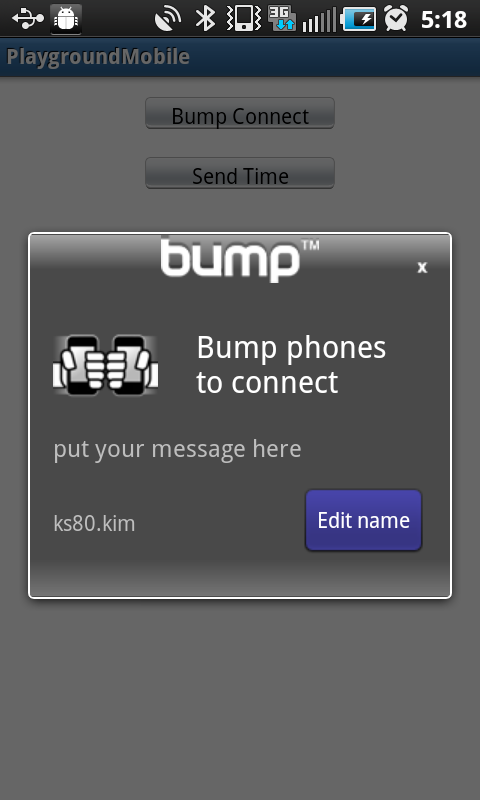 3G 5:18
PlaygroundMobile
Bump Connect
Send Time
bump™
x
Bump phones
to connect
put your message here
ks80.kim
Edit name